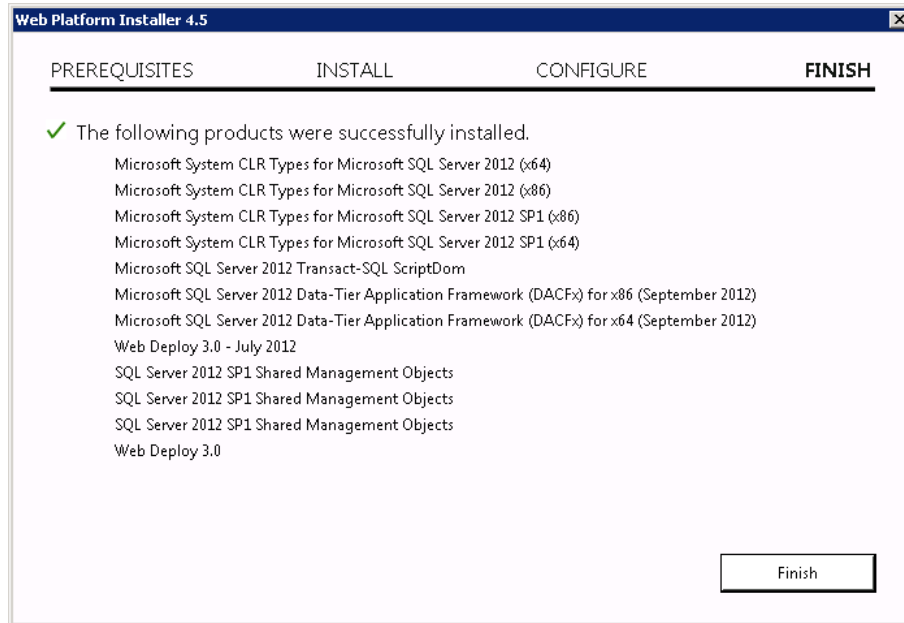 Web Platform Installer 4.5
PREREQUISITES INSTALL CONFIGURE FINISH
The following products were successfully installed.
Microsoft System CLR Types for Microsoft SQL Server 2012 (x64)
Microsoft System CLR Types for Microsoft SQL Server 2012 (x86)
Microsoft System CLR Types for Microsoft SQL Server 2012 SP1 (x86)
Microsoft System CLR Types for Microsoft SQL Server 2012 SP1 (x64)
Microsoft SQL Server 2012 Transact-SQL ScriptDom
Microsoft SQL Server 2012 Data-Tier Application Framework (DACFx) for x86 (September 2012)
Microsoft SQL Server 2012 Data-Tier Application Framework (DACFx) for x64 (September 2012)
Web Deploy 3.0 - July 2012
SQL Server 2012 SP1 Shared Management Objects
SQL Server 2012 SP1 Shared Management Objects
SQL Server 2012 SP1 Shared Management Objects
Web Deploy 3.0
Finish